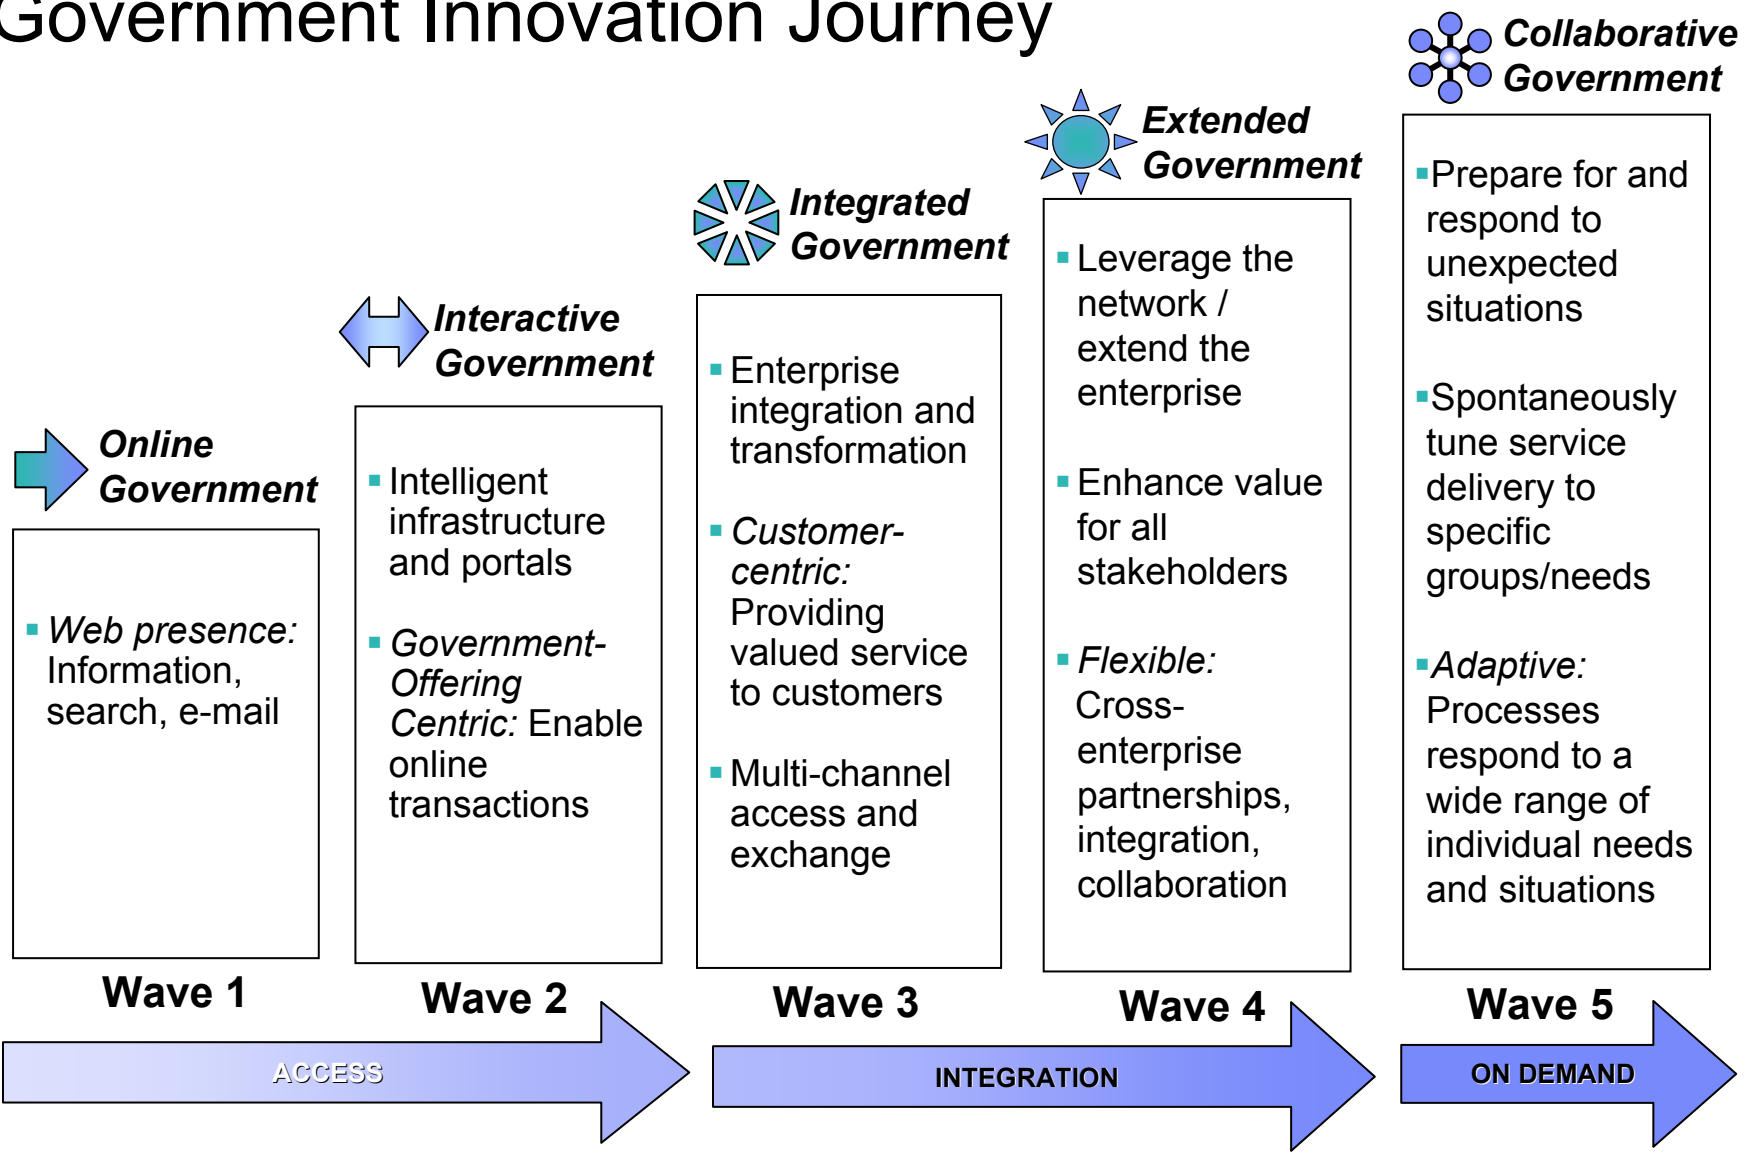 Government Innovation Journey
Online
Government
Web presence:
Information,
search, e-mail
Wave 1
Interactive
Government
Intelligent
infrastructure
and portals
Government-
Offering
Centric: Enable
online
transactions
Wave 2
ACCESS
Integrated
Government
Enterprise
integration and
transformation
Customer-
centric:
Providing
valued service
to customers
Multi-channel
access and
exchange
Wave 3
Extended
Government
Leverage the
network /
extend the
enterprise
Enhance value
for all
stakeholders
Flexible:
Cross-
enterprise
partnerships,
integration,
collaboration
Wave 4
INTEGRATION
Collaborative
Government
Prepare for and
respond to
unexpected
situations
Spontaneously
tune service
delivery to
specific
groups/needs
Adaptive:
Processes
respond to a
wide range of
individual needs
and situations
Wave 5
ON DEMAND